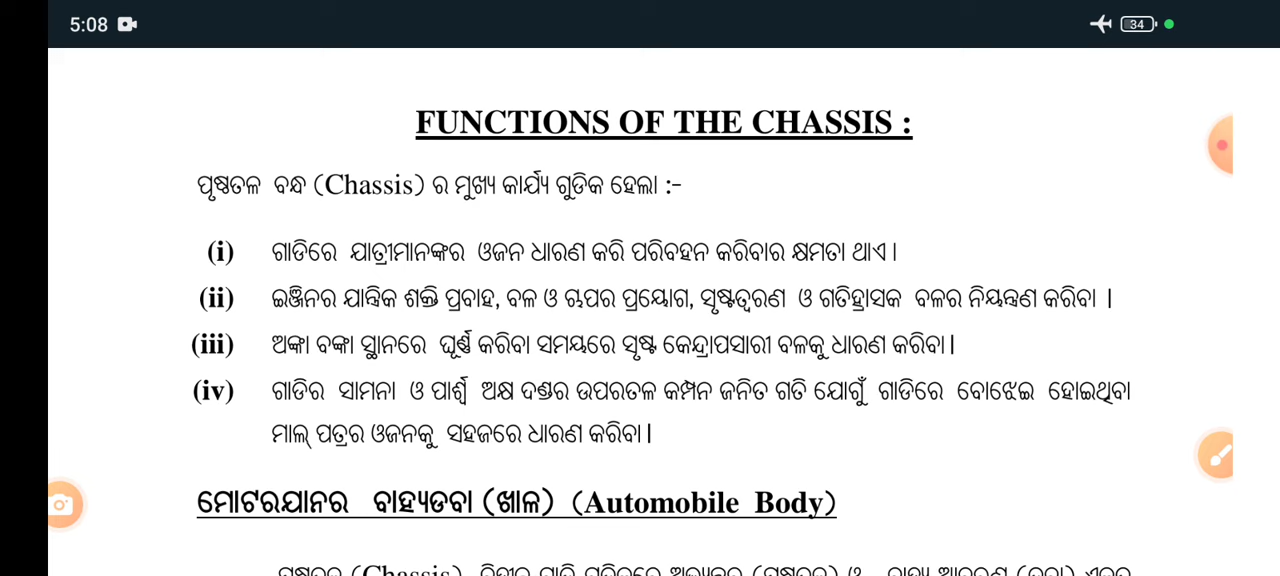 5:08 34
FUNCTIONS OF THE CHASSIS :
ପୃଷ୍ଠତଳ ବନ୍ଧ (Chassis) ର ମୁଖ୍ୟ କାର୍ଯ୍ୟ ଗୁଡିକ ହେଲା :-
(i) ଗାଡିରେ ଯାତ୍ରୀମାନଙ୍କର ଓଜନ ଧାରଣ କରି ପରିବହନ କରିବାର କ୍ଷମତା ଥାଏ।
(ii) ଇଞ୍ଜିନର ଯାନ୍ତ୍ରିକ ଶକ୍ତି ପ୍ରବାହ, ବଳ ଓ ଚାପର ପ୍ରୟୋଗ, ସୃଷ୍ଟତ୍ୱରଣ ଓ ଗତିହ୍ରାସକ ବଳର ନିୟନ୍ତ୍ରଣ କରିବା ।
(iii) ଅଙ୍କା ବଙ୍କା ସ୍ଥାନରେ ଘୂର୍ଣ୍ଣ କରିବା ସମୟରେ ସୃଷ୍ଟ କେନ୍ଦ୍ରାପସାରୀ ବଳକୁ ଧାରଣ କରିବା।
(iv) ଗାଡିର ସାମନା ଓ ପାର୍ଶ୍ୱ ଅକ୍ଷ ଦଣ୍ଡର ଉପରତଳ କମ୍ପନ ଜନିତ ଗତି ଯୋଗୁଁ ଗାଡିରେ ବୋଝେଇ ହୋଇଥିବା
ମାଲ୍ ପତ୍ରର ଓଜନକୁ ସହଜରେ ଧାରଣ କରିବା।
ମୋଟରଯାନର ବାହ୍ୟଡବା (ଖୋଳ) (Automobile Body)
(Chassis)